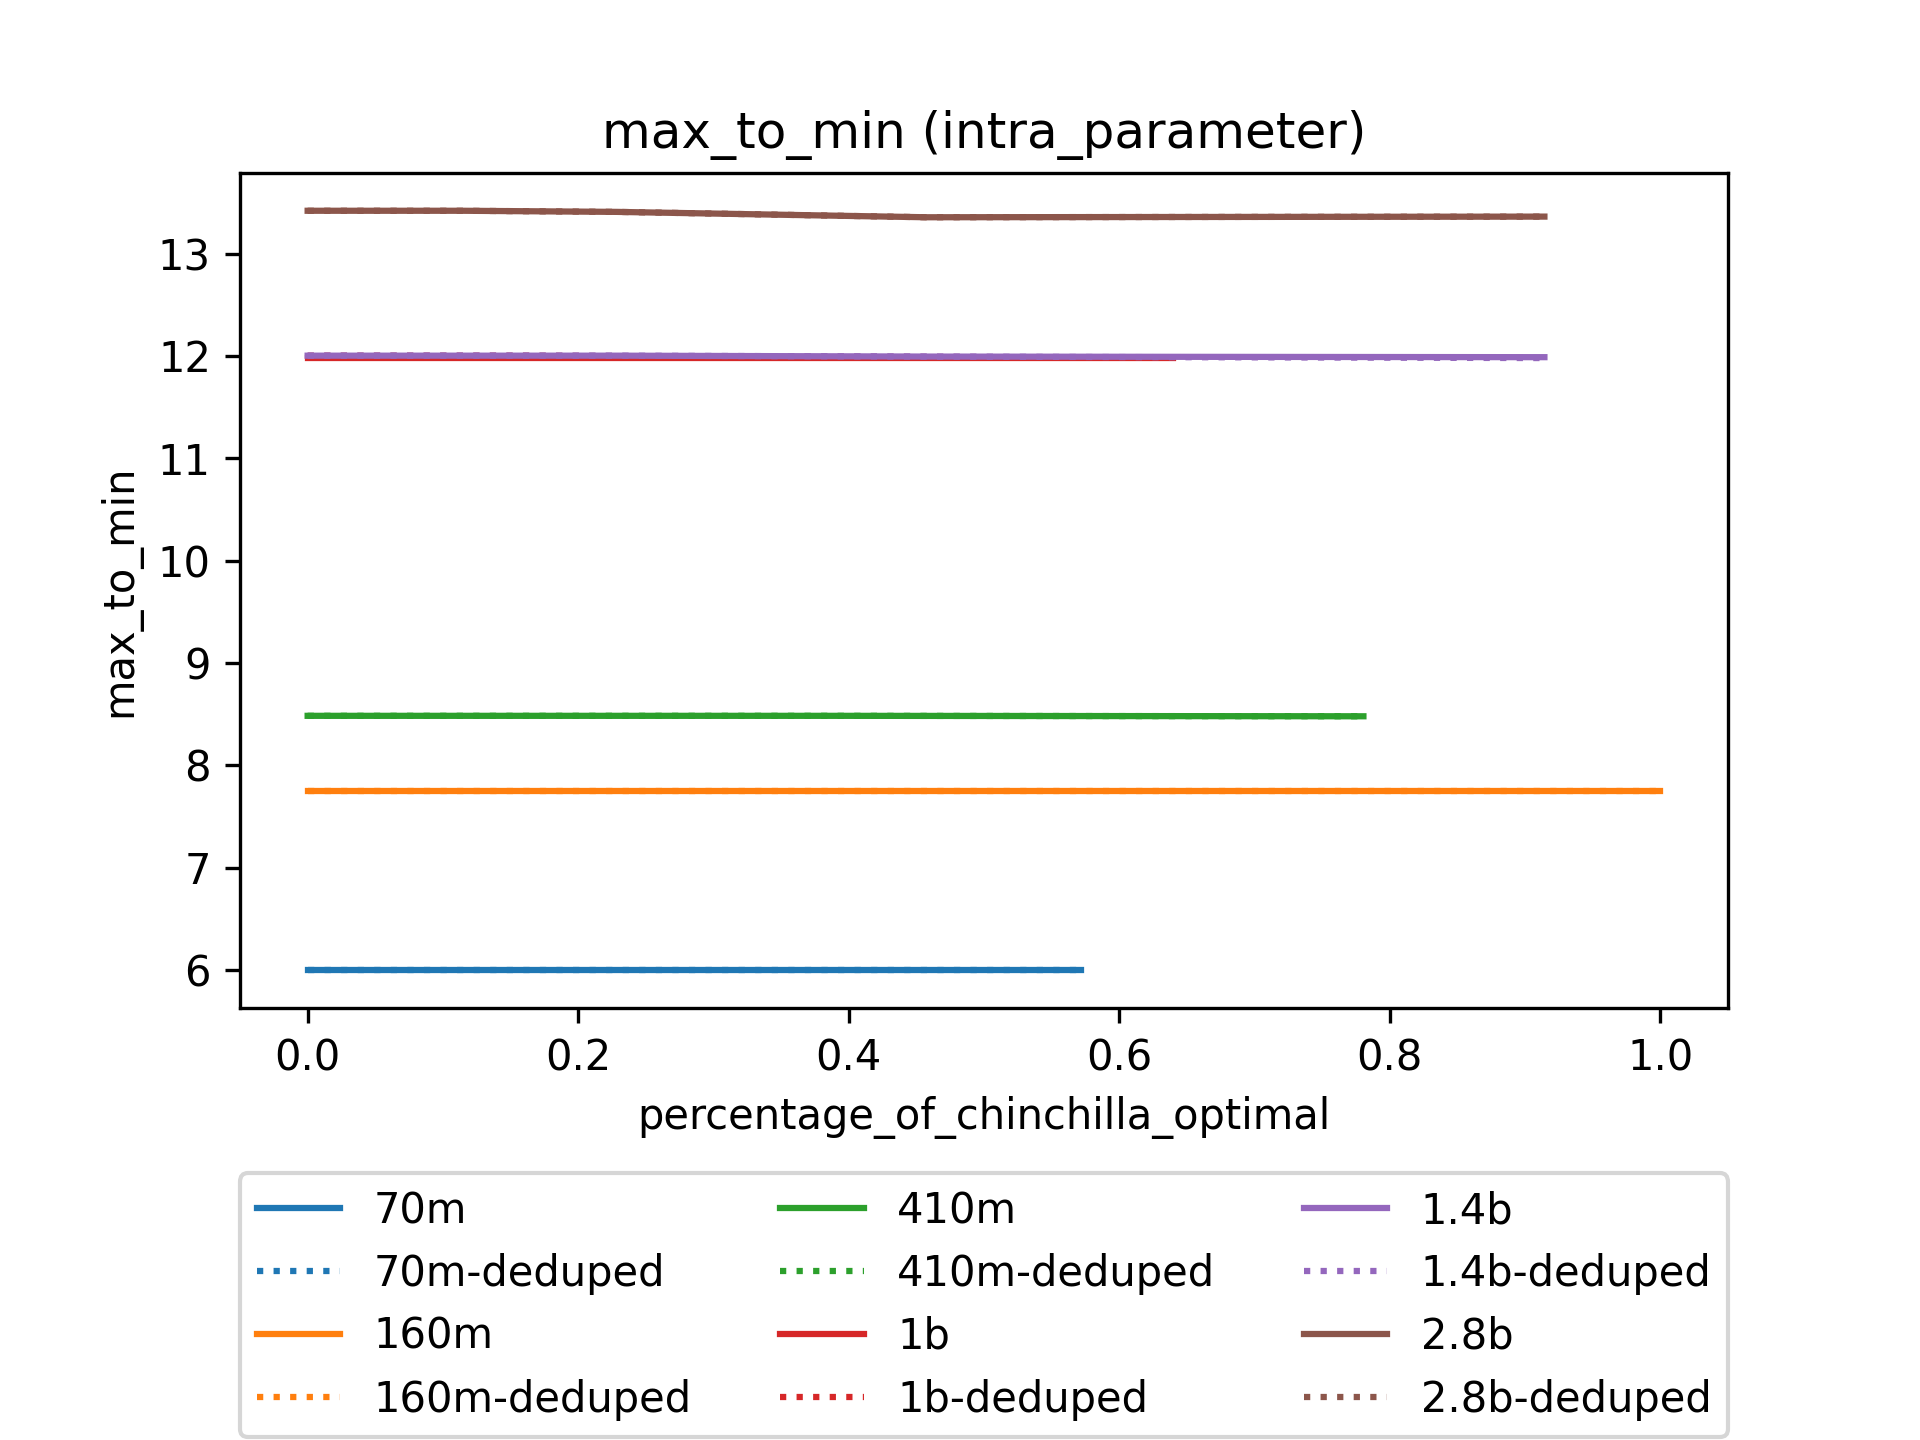 max_to_min (intra_parameter)
max_to_min
13
12
11
10
9
8
7
6
0.0 0.2 0.4 0.6 0.8 1.0
percentage_of_chinchilla_optimal
70m 410m 1.4b
70m-deduped 410m-deduped 1.4b-deduped
160m 1b 2.8b
160m-deduped 1b-deduped 2.8b-deduped